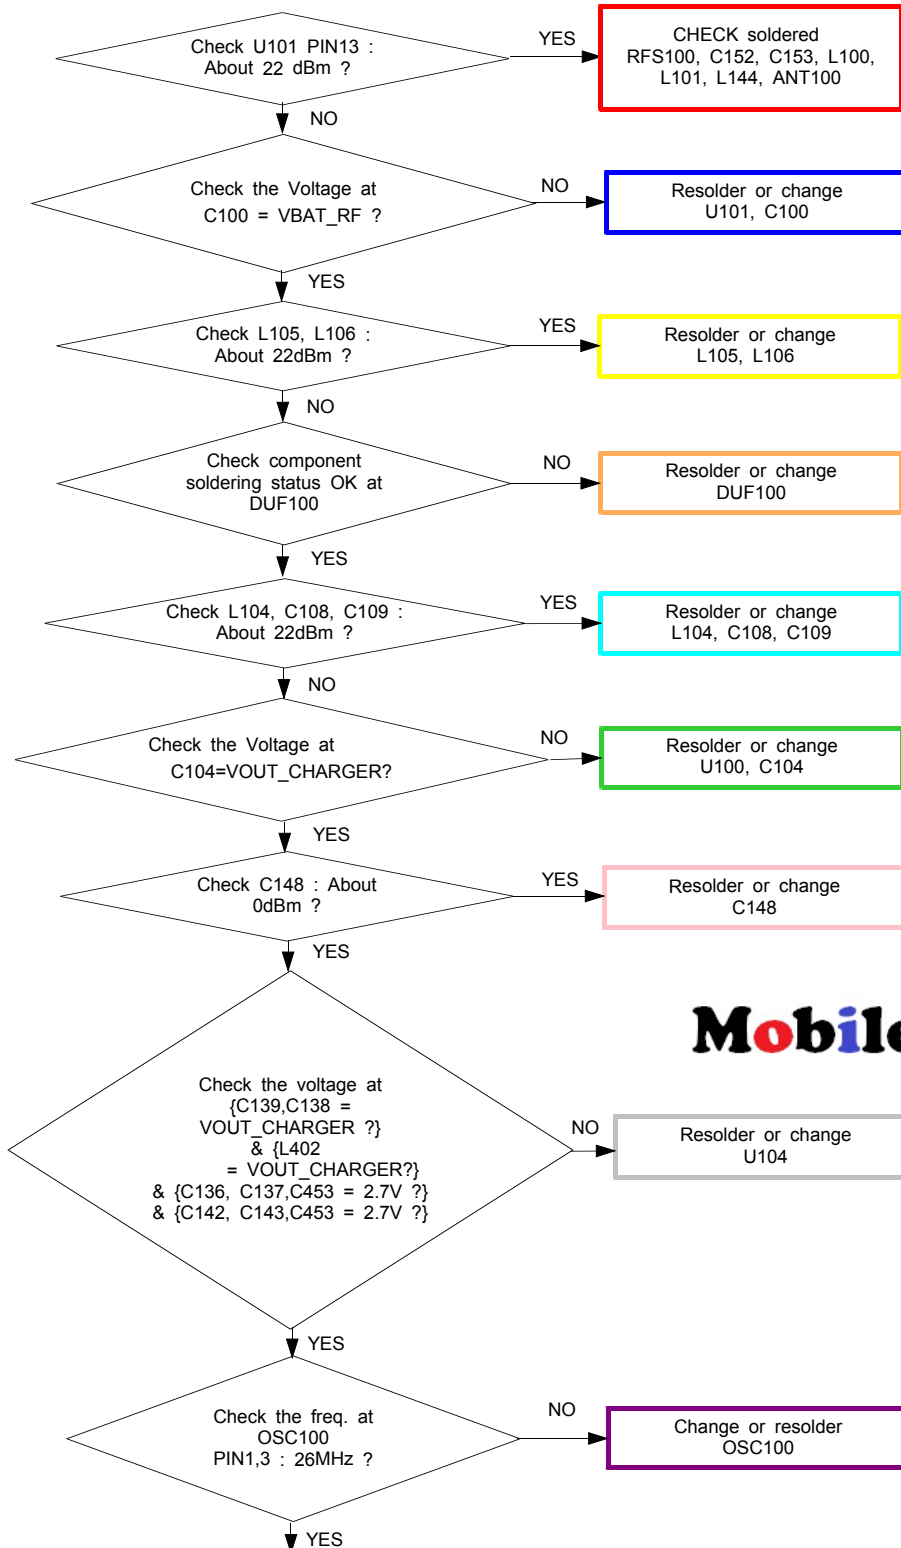 Check U101 PIN13 :
About 22 dBm ?
YES
CHECK soldered
RFS100, C152, C153, L100,
L101, L144, ANT100
NO
Check the Voltage at
C100 = VBAT_RF ?
NO
Resolder or change
U101, C100
YES
Check L105, L106 :
About 22dBm ?
YES
Resolder or change
L105, L106
NO
Check component
soldering status OK at
DUF100
NO
Resolder or change
DUF100
YES
Check L104, C108, C109 :
About 22dBm ?
YES
Resolder or change
L104, C108, C109
NO
Check the Voltage at
C104=VOUT_CHARGER?
NO
Resolder or change
U100, C104
YES
Check C148 : About
0dBm ?
YES
Resolder or change
C148
YES
Mobile
Check the voltage at
{C139,C138 =
VOUT_CHARGER ?}
& {L402
= VOUT_CHARGER?}
& {C136, C137,C453 = 2.7V ?}
& {C142, C143,C453 = 2.7V ?}
NO
Resolder or change
U104
YES
Check the freq. at
OSC100
PIN1,3 : 26MHz ?
NO
Change or resolder
OSC100
YES